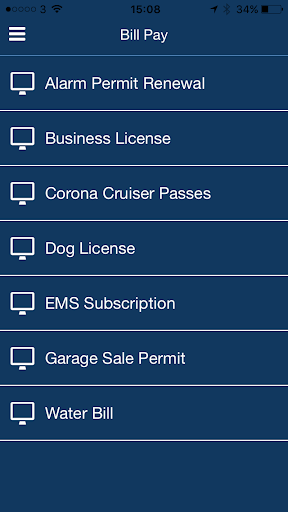 3 15:08 34%
Bill Pay
Alarm Permit Renewal
Business License
Corona Cruiser Passes
Dog License
EMS Subscription
Garage Sale Permit
Water Bill